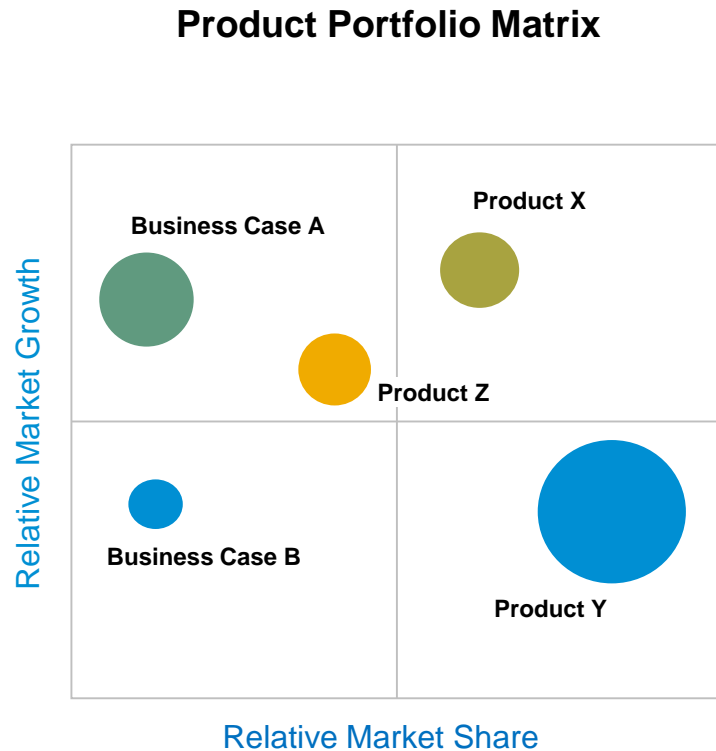 Product Portfolio Matrix
Product X
Business Case A
Relative Market Growth
Product Z
Business Case B
Product Y
Relative Market Share